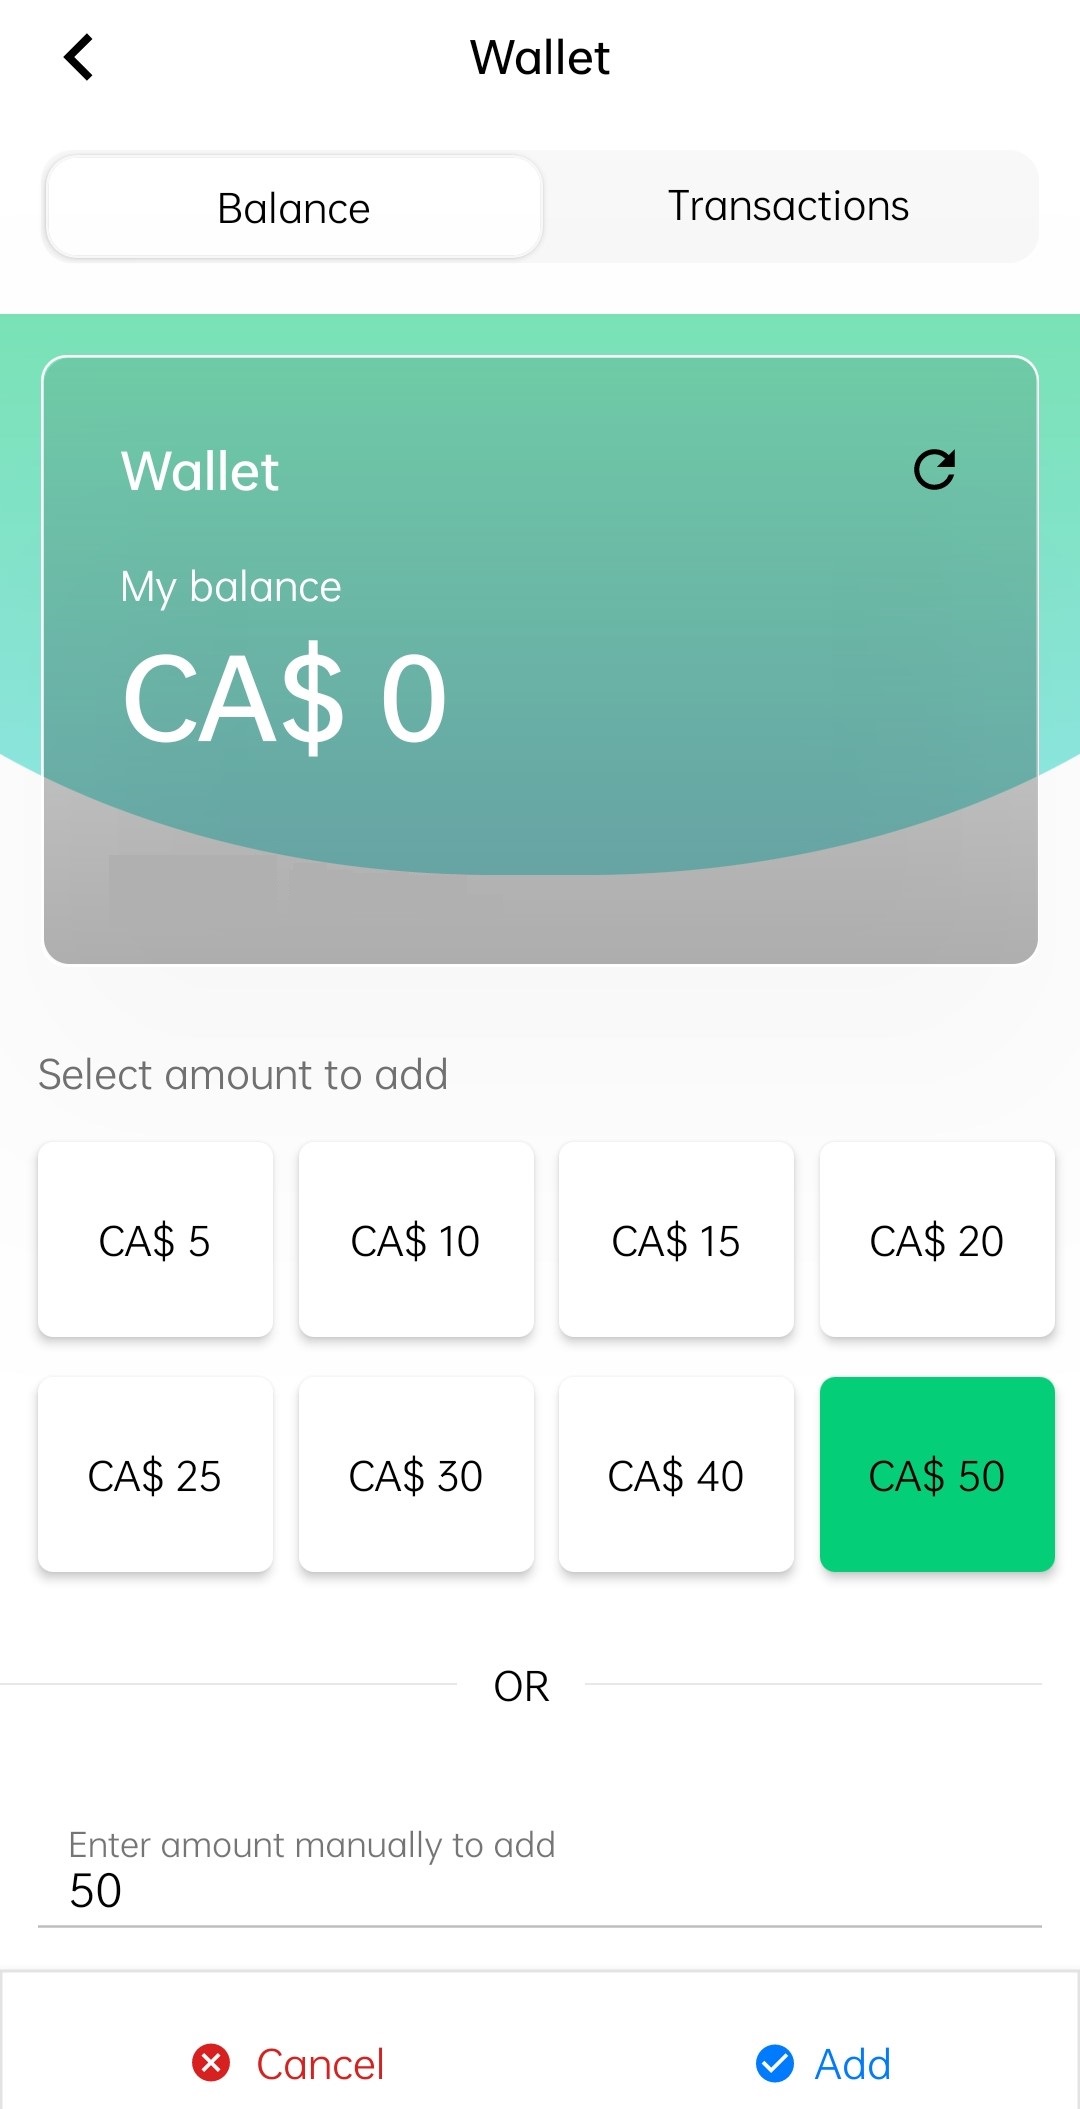 Wallet
Balance
Transactions
Wallet
My balance
CA$ 0
Select amount to add
CA$ 5
CA$ 10
CA$ 15
CA$ 20
CA$ 25
CA$ 30
CA$ 40
CA$ 50
OR
Enter amount manually to add
50
Cancel
Add